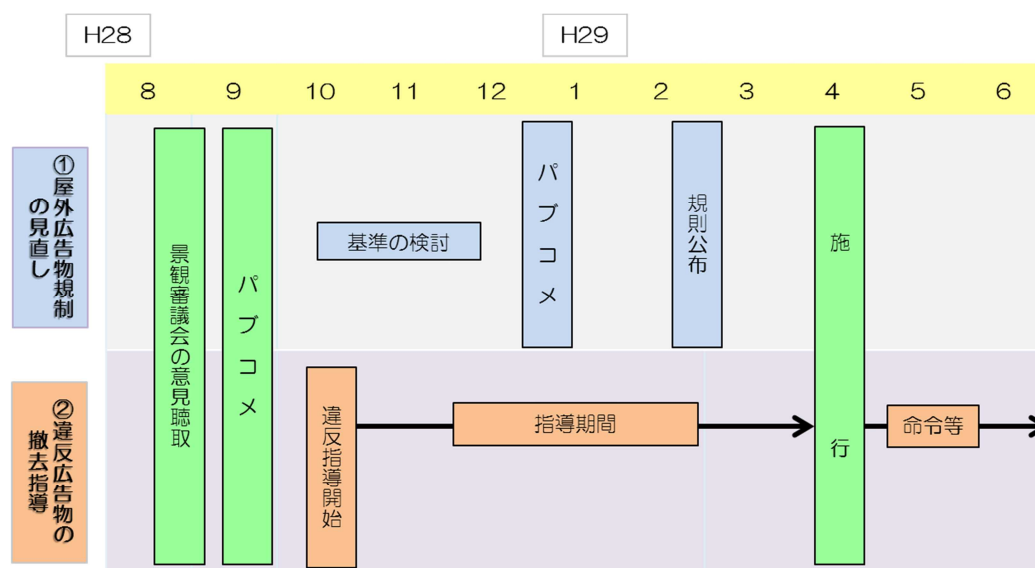 H28
H29
8 9 10 11 12 1 2 3 4 5 6
①屋外広告物規制
の見直し
景観審議会の意見聴取
パブコメ
基準の検討
パブコメ
規則公布
施行
②違反広告物の
撤去指導
違反指導開始
指導期間
命令等